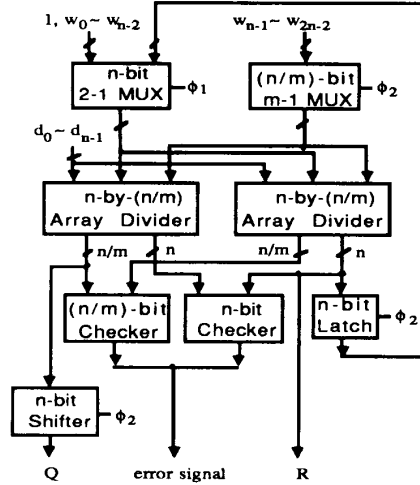 1, w₀~ wₙ₋₂
wₙ₋₁~ w₂ₙ₋₂
n-bit
2-1 MUX
ϕ₁
(n/m)-bit
m-1 MUX
ϕ₂
d₀~ dₙ₋₁
n-by-(n/m)
Array Divider
n-by-(n/m)
Array Divider
n/m
n
n/m
n
(n/m)-bit
Checker
n-bit
Checker
n-bit
Latch
ϕ₂
n-bit
Shifter
ϕ₂
Q
error signal
R